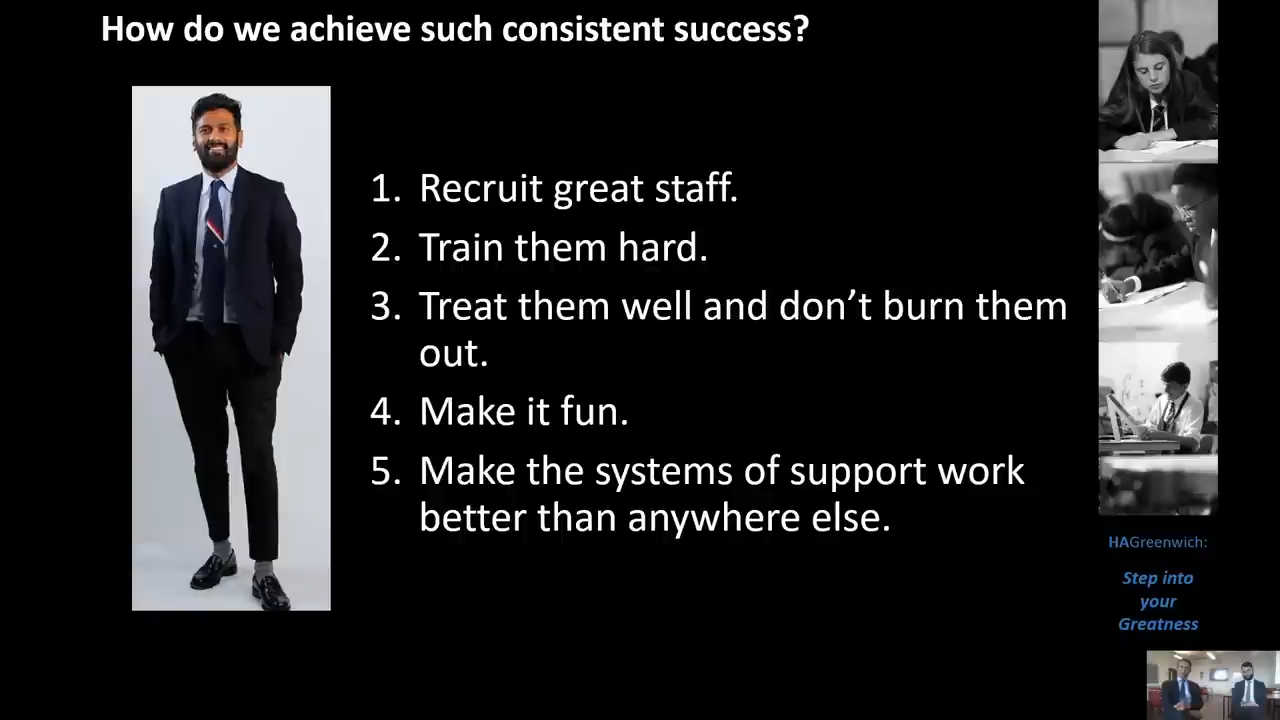 How do we achieve such consistent success?
1. Recruit great staff.
2. Train them hard.
3. Treat them well and don’t burn them
out.
4. Make it fun.
5. Make the systems of support work
better than anywhere else.
HAGreenwich:
Step into
your
Greatness